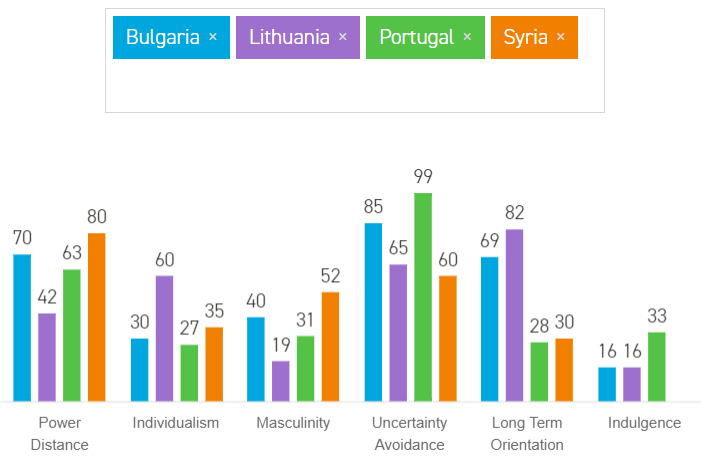 Bulgaria × Lithuania × Portugal × Syria ×
70 42 63 80
30 60 27 35
40 19 31 52
85 65 99 60
69 82 28 30
16 16 33
Power Distance
Individualism
Masculinity
Uncertainty Avoidance
Long Term Orientation
Indulgence